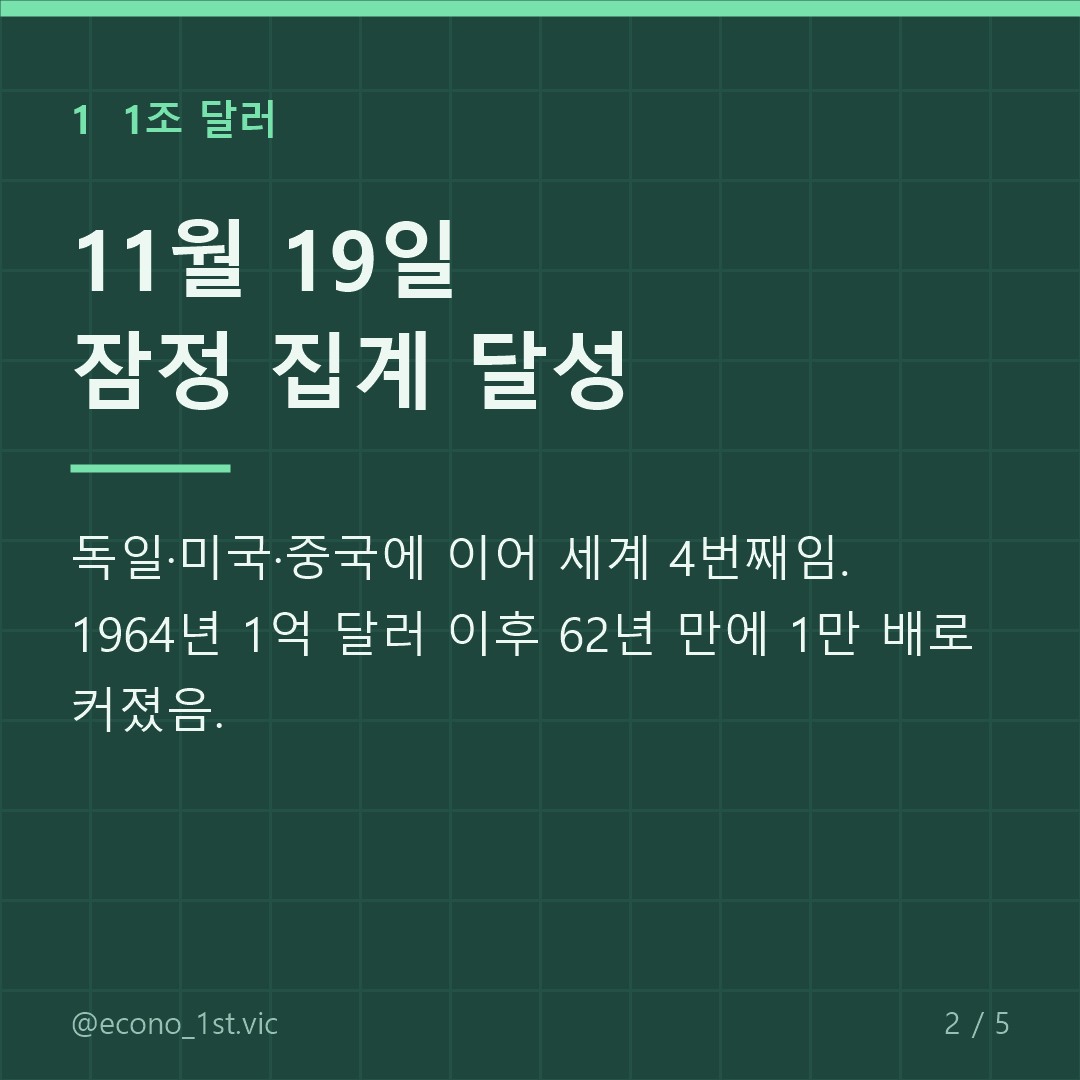 1 1조 달러
11월 19일
잠정 집계 달성
독일·미국·중국에 이어 세계 4번째임.
1964년 1억 달러 이후 62년 만에 1만 배로
커졌음.
@econo_1st.vic
2 / 5